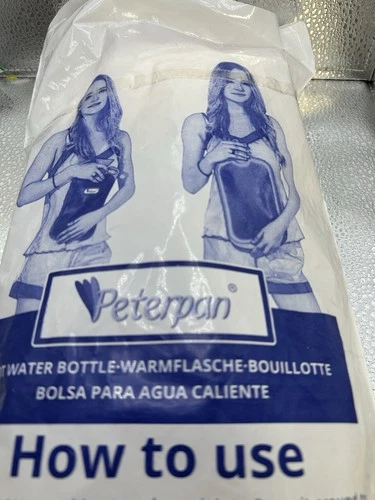 Peterpan®
WATER BOTTLE-WARMFLASCHE-BOUILLOTTE
BOLSA PARA AGUA CALIENTE
How to use